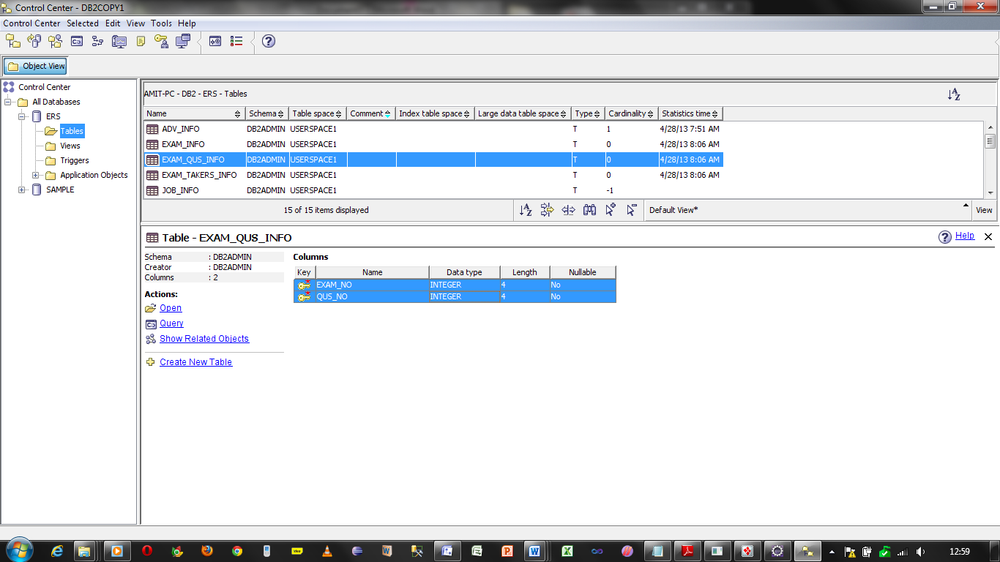 Control Center - DB2COPY1
Control Center Selected Edit View Tools Help
Object View
Control Center
All Databases
ERS
Tables
Views
Triggers
Application Objects
SAMPLE
AMIT-PC - DB2 - ERS - Tables
Name Schema Table space Comment Index table space Large data table space Type Cardinality Statistics time
ADV_INFO DB2ADMIN USERSPACE1 T 1 4/28/13 7:51 AM
EXAM_INFO DB2ADMIN USERSPACE1 T 0 4/28/13 8:06 AM
EXAM_QUS_INFO DB2ADMIN USERSPACE1 T 0 4/28/13 8:06 AM
EXAM_TAKERS_INFO DB2ADMIN USERSPACE1 T 0 4/28/13 8:06 AM
JOB_INFO DB2ADMIN USERSPACE1 T -1
15 of 15 items displayed Default View* View
Table - EXAM_QUS_INFO Help
Schema : DB2ADMIN
Creator : DB2ADMIN
Columns : 2
Actions:
Open
Query
Show Related Objects
Create New Table
Columns
Key Name Data type Length Nullable
EXAM_NO INTEGER 4 No
QUS_NO INTEGER 4 No
12:59